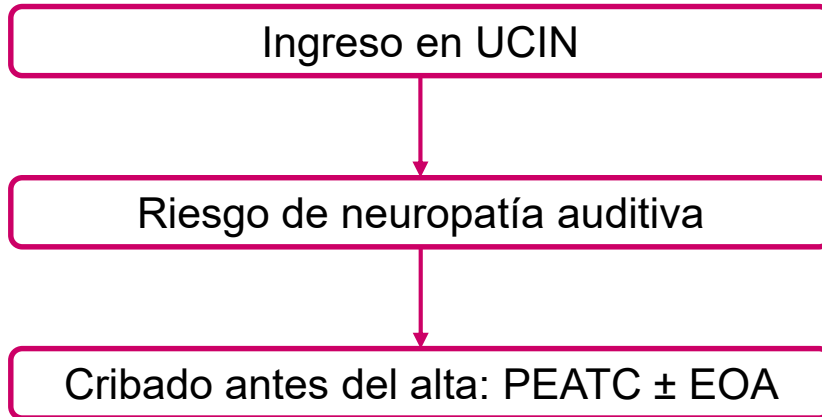 Ingreso en UCIN
Riesgo de neuropatía auditiva
Cribado antes del alta: PEATC ± EOA